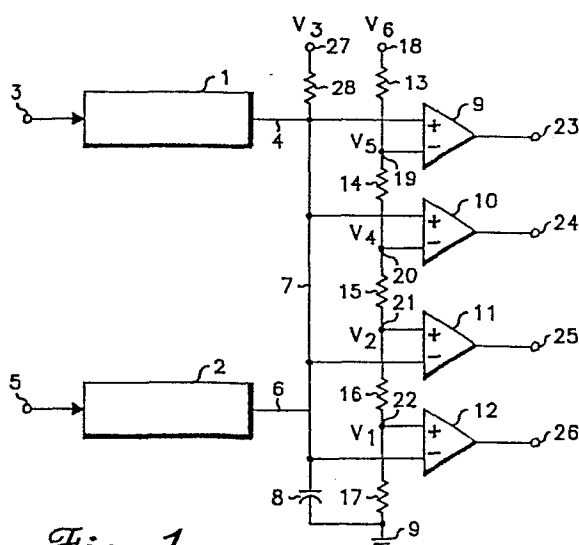 V3 V6
27 18
28 13
1 9
3 + 23
4 V5 −
19
14 10
+ 24
V4 −
20
7 15 21 11
V2 + 25
−
2 16
5 6 22 12
V1 + 26
−
8 17
9
Fig. 1